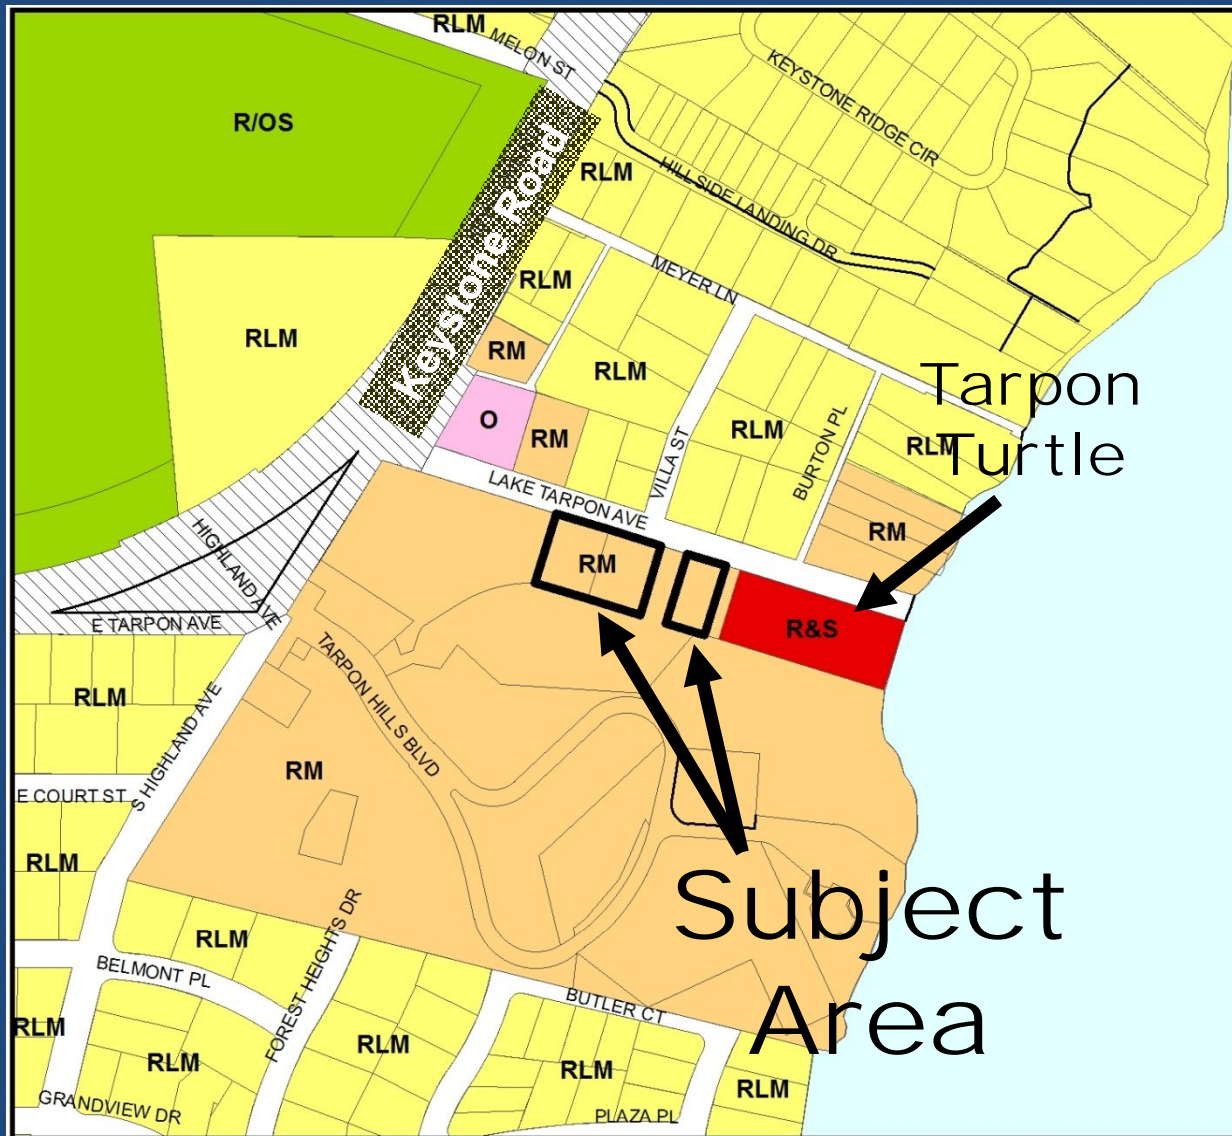 RLM
MELON ST
KEYSTONE RIDGE CIR
R/OS
Keystone Road
RLM
HILLSIDE LANDING DR
MEYER LN
RLM
RLM
RM
RLM
Tarpon
Turtle
O
RM
VILLA ST
RLM
BURTON PL
RLM
LAKE TARPON AVE
RM
HIGHLAND AVE
RM
E TARPON AVE
R&S
TARPON HILLS BLVD
RLM
S HIGHLAND AVE
RM
E COURT ST
RLM
Subject
Area
RLM
FOREST HEIGHTS DR
BELMONT PL
BUTLER CT
RLM
RLM
RLM
RLM
RLM
GRANDVIEW DR
PLAZA PL